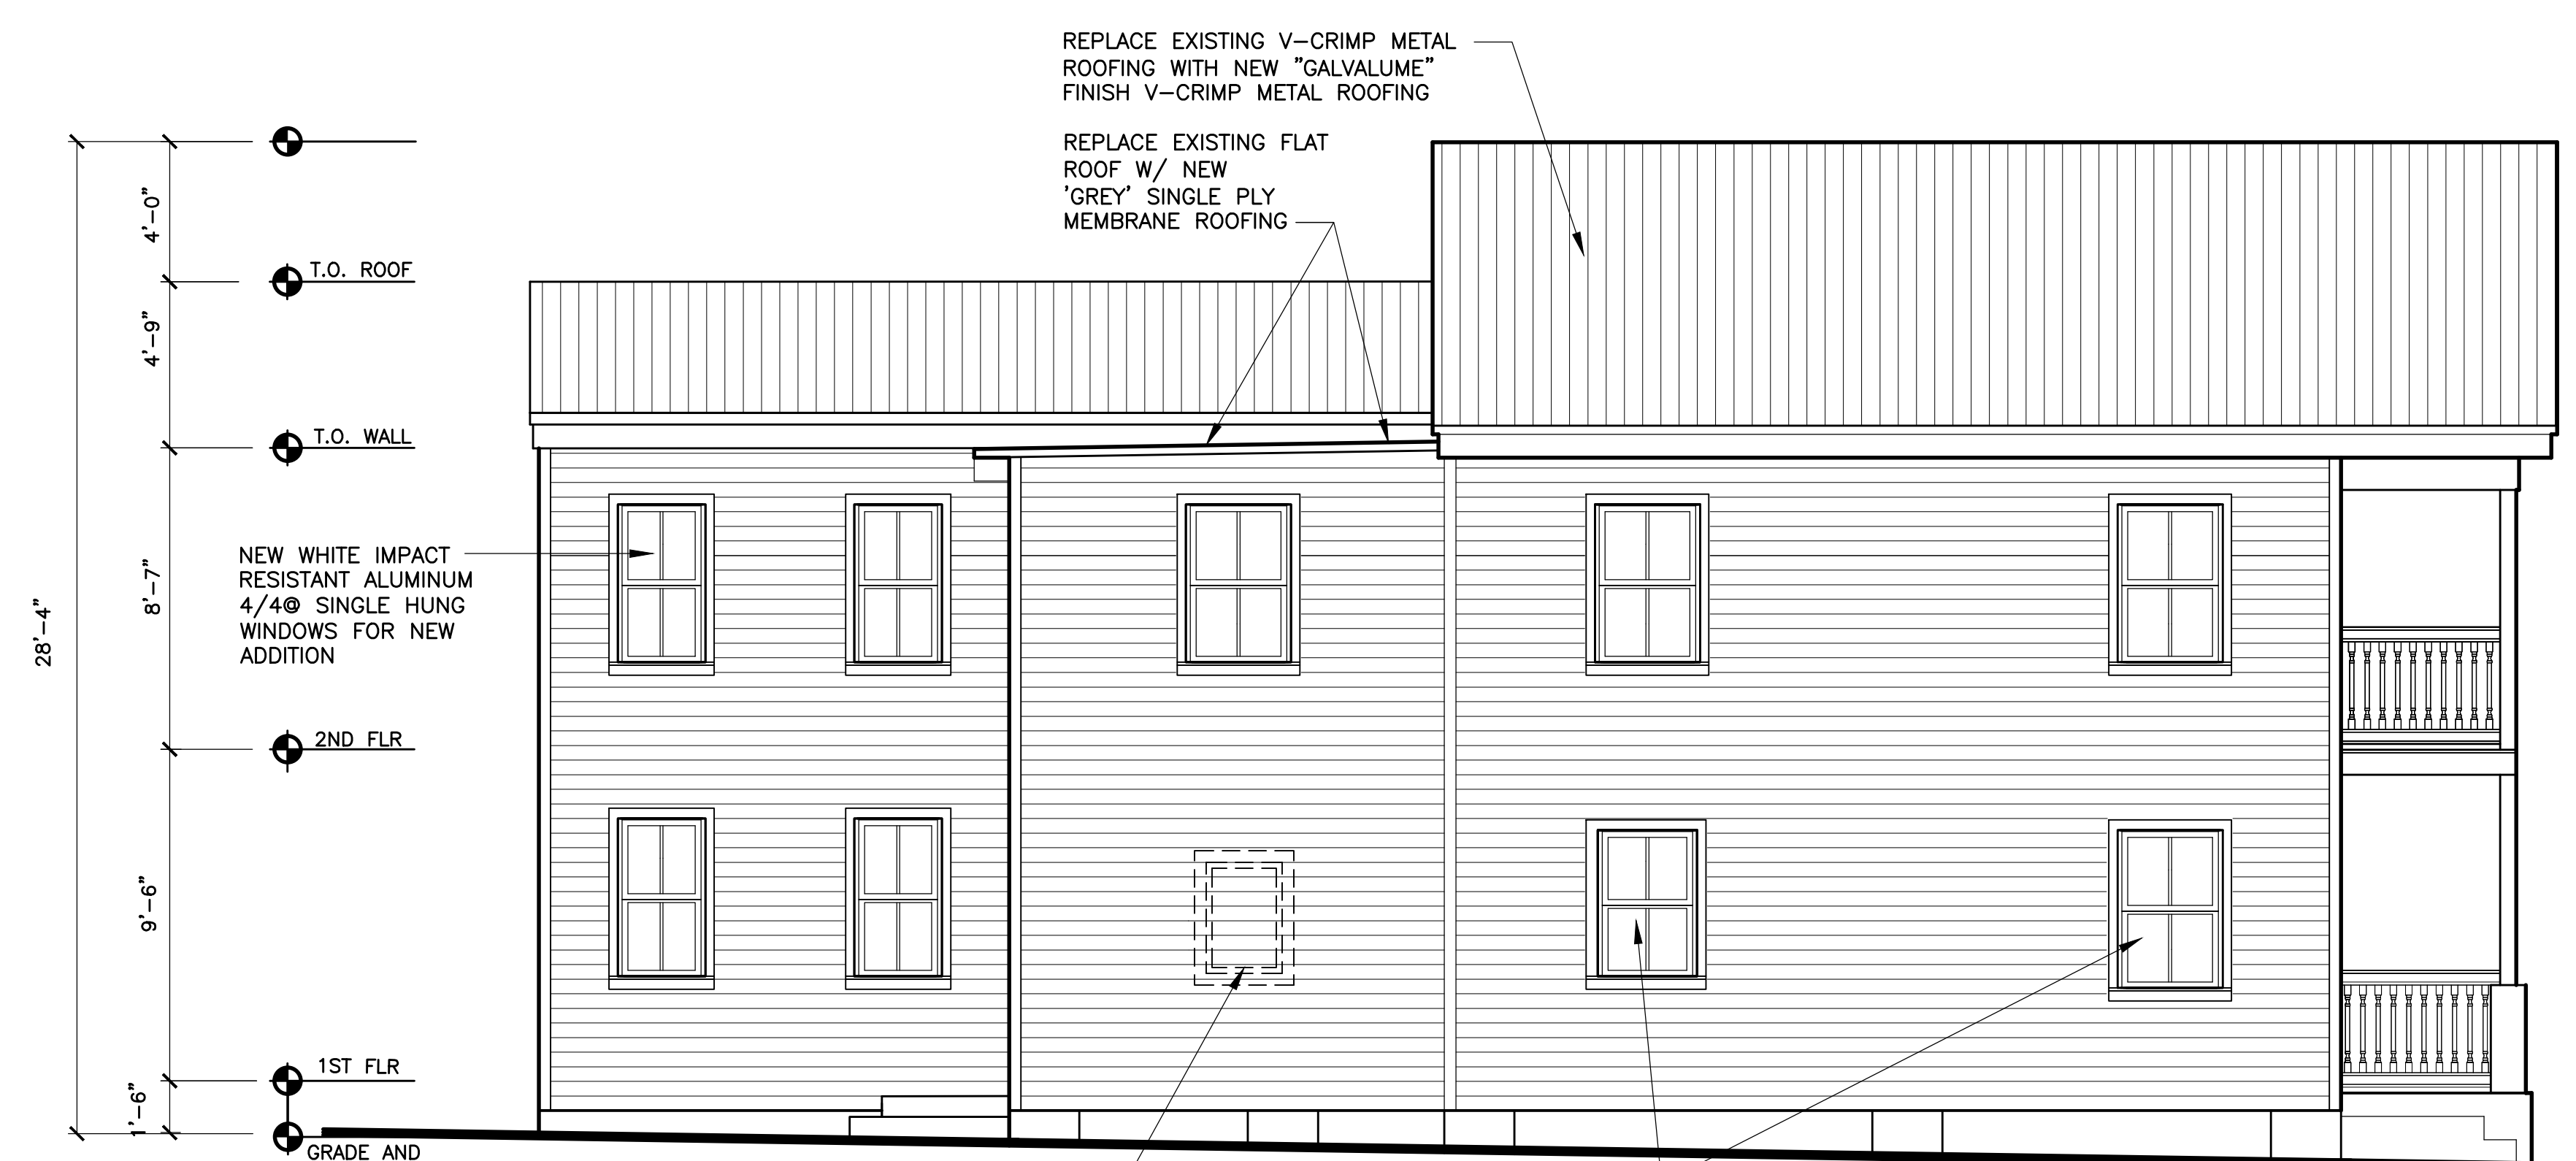 REPLACE EXISTING V-CRIMP METAL
ROOFING WITH NEW "GALVALUME"
FINISH V-CRIMP METAL ROOFING
REPLACE EXISTING FLAT
ROOF W/ NEW
'GREY' SINGLE PLY
MEMBRANE ROOFING
4'-0"
T.O. ROOF
4'-9"
T.O. WALL
NEW WHITE IMPACT
RESISTANT ALUMINUM
4/4@ SINGLE HUNG
WINDOWS FOR NEW
ADDITION
8'-7"
28'-4"
2ND FLR
9'-6"
1ST FLR
1'-6"
GRADE AND